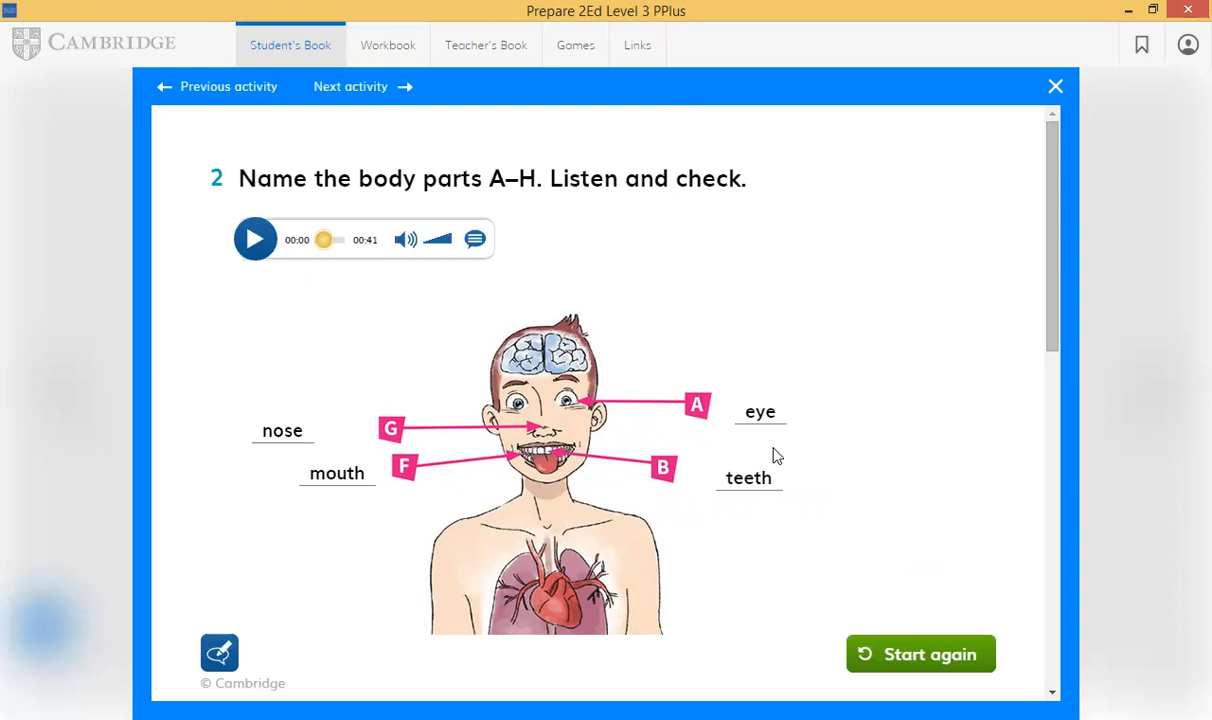 Prepare 2Ed Level 3 PPlus
CAMBRIDGE
Student's Book
Workbook
Teacher's Book
Games
Links
Previous activity
Next activity
2 Name the body parts A–H. Listen and check.
00:00
00:41
A
eye
G
nose
F
mouth
B
teeth
Start again
© Cambridge